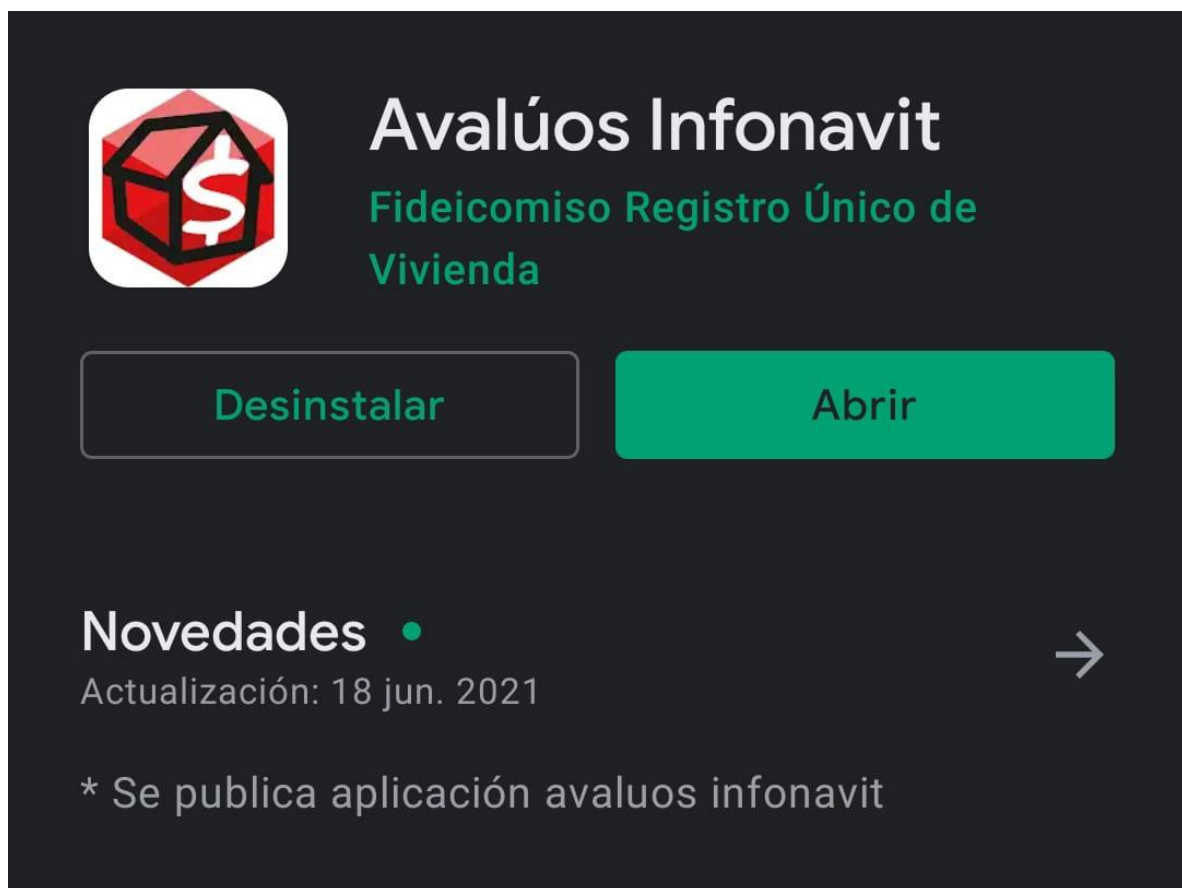 Avalúos Infonavit
Fideicomiso Registro Único de
Vivienda
Desinstalar
Abrir
Novedades
Actualización: 18 jun. 2021
* Se publica aplicación avaluos infonavit